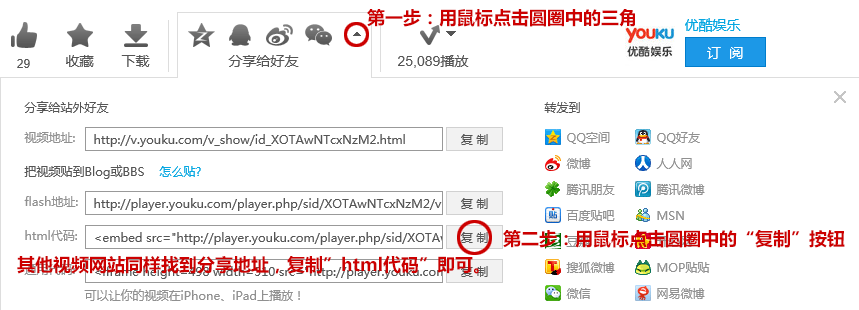 第一步：用鼠标点击圆圈中的三角
29
收藏
下载
分享给好友
25,089播放
YOUKU
优酷娱乐
优酷娱乐
订 阅
分享给站外好友
视频地址:
http://v.youku.com/v_show/id_XOTAwNTcxNzM2.html
复 制
把视频贴到Blog或BBS
怎么贴?
flash地址:
http://player.youku.com/player.php/sid/XOTAwNTcxNzM2/v
复 制
html代码:
<embed src="http://player.youku.com/player.php/sid/XOTAw
复 制
第二步：用鼠标点击圆圈中的“复制”按钮
其他视频网站同样找到分享地址，复制”html代码”即可。
<iframe height=498 width=510 src="http://player.youku.com
复 制
可以让你的视频在iPhone、iPad上播放！
转发到
QQ空间
QQ好友
微博
人人网
腾讯朋友
腾讯微博
百度贴吧
MSN
搜狐微博
MOP贴贴
微信
网易微博